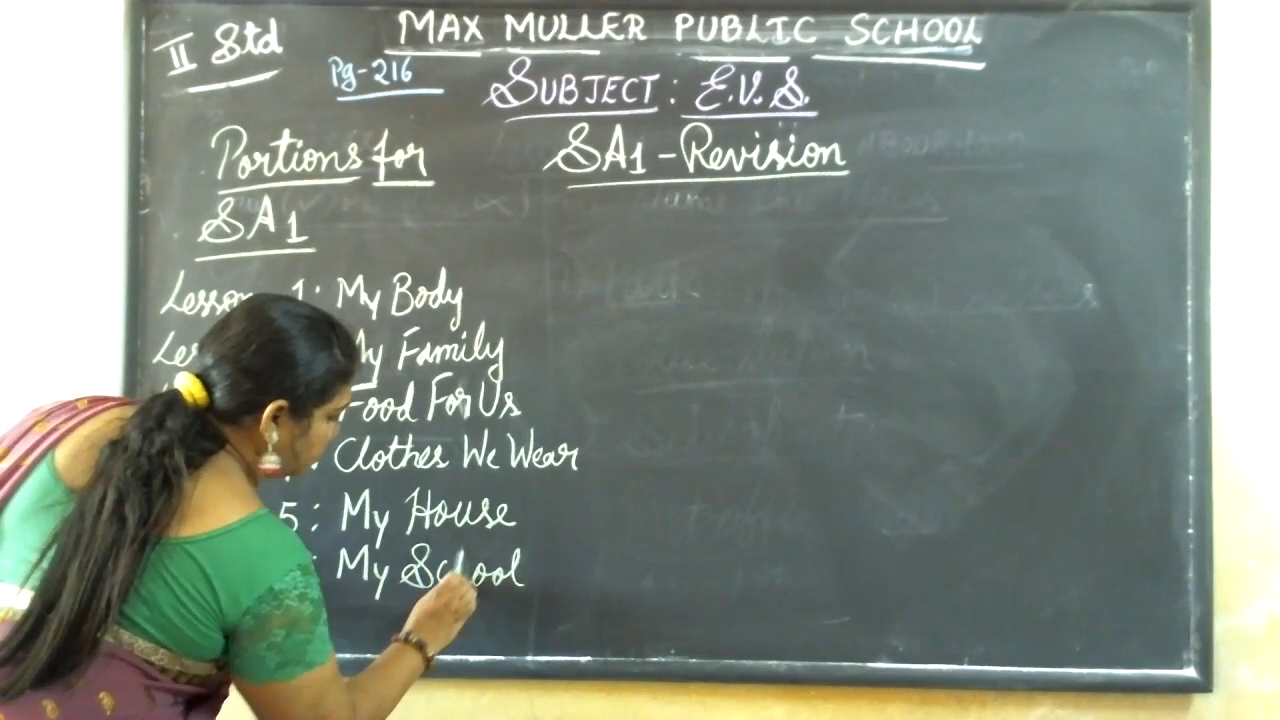 MAX MULLER PUBLIC SCHOOL
II Std
Pg-216
SUBJECT: E.V.S.
Portions for
SA1
SA1-Revision
1: My Body
My Family
Food For Us
: Clothes We Wear
5: My House
: My School